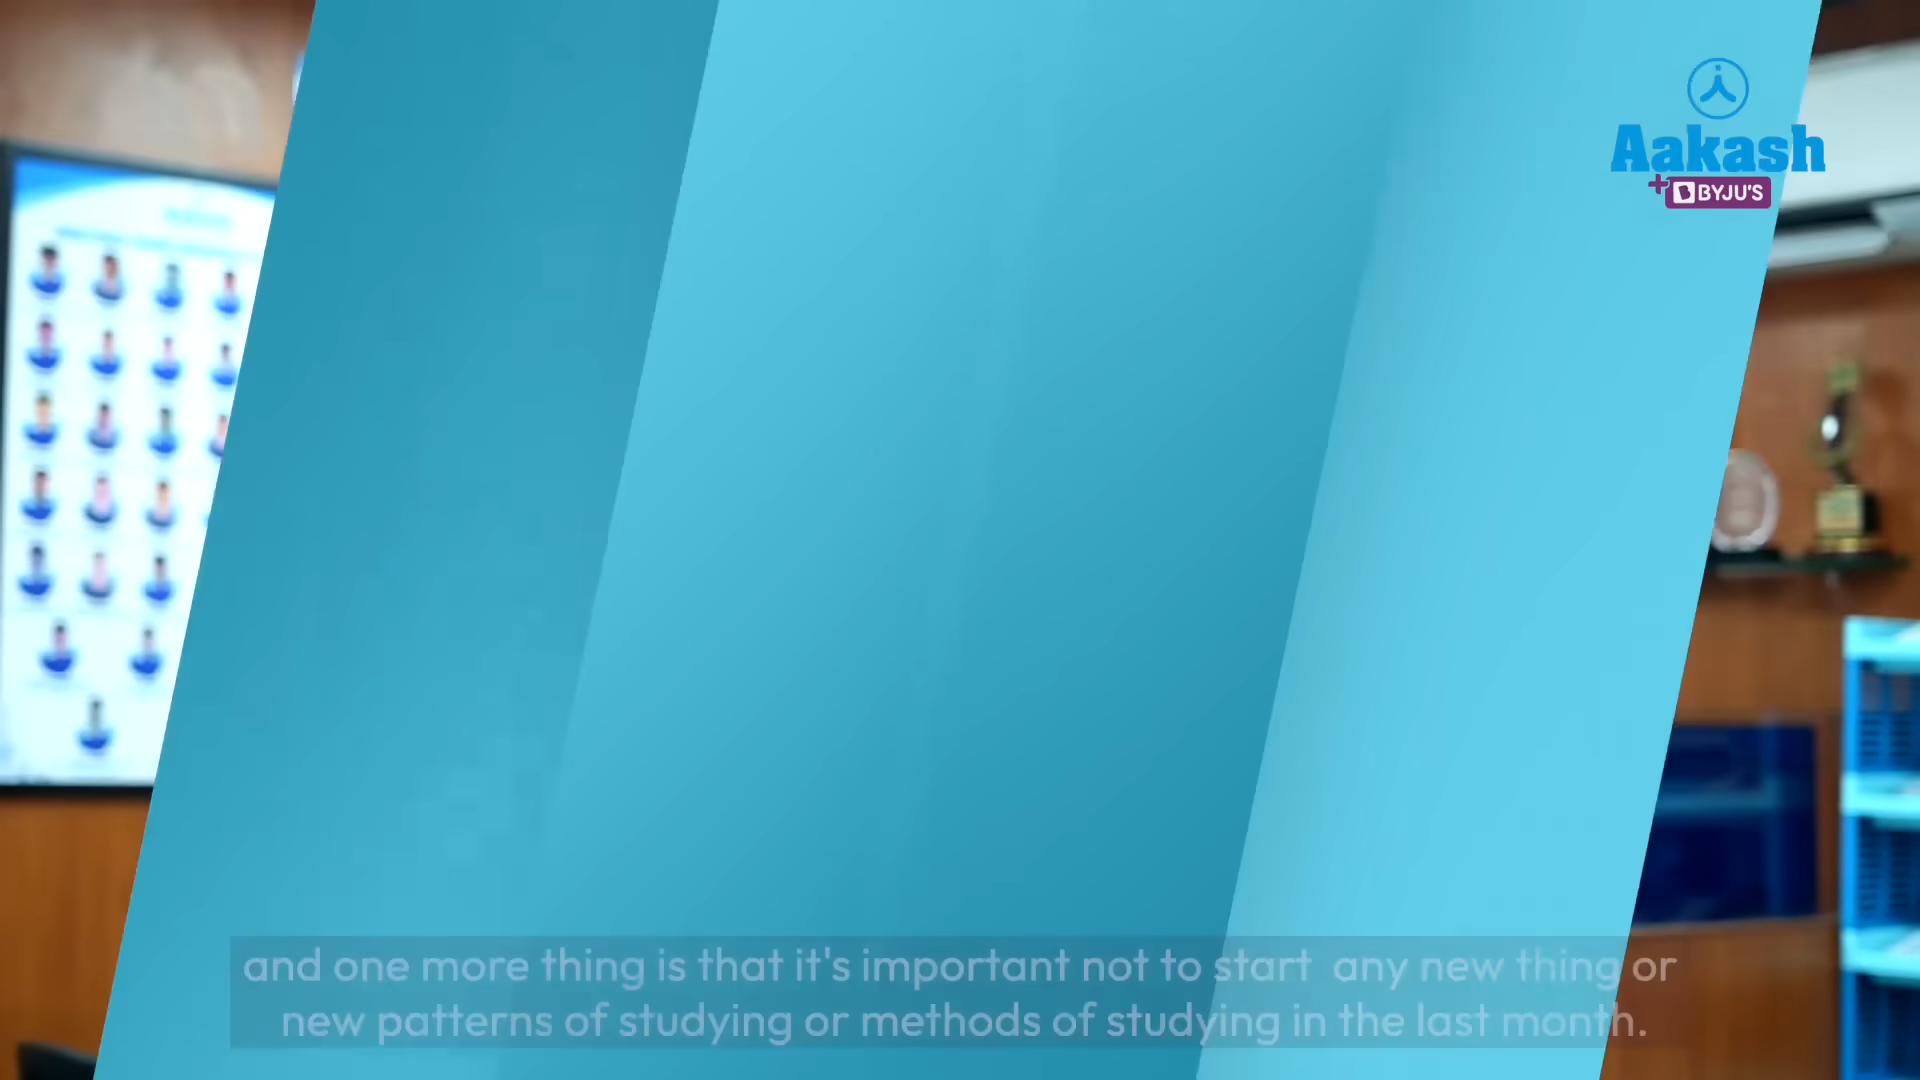 Aakash
+ BYJU'S
and one more thing is that it's important not to start any new thing or
new patterns of studying or methods of studying in the last month.